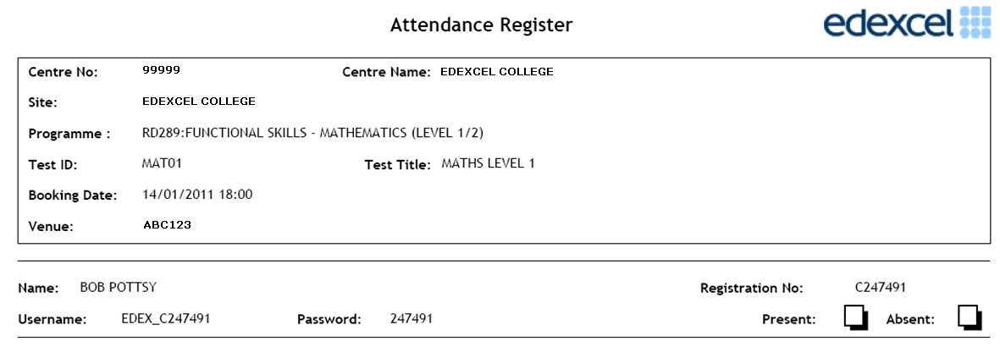 Attendance Register
edexcel
Centre No: 99999 Centre Name: EDEXCEL COLLEGE
Site: EDEXCEL COLLEGE
Programme : RD289:FUNCTIONAL SKILLS - MATHEMATICS (LEVEL 1/2)
Test ID: MAT01 Test Title: MATHS LEVEL 1
Booking Date: 14/01/2011 18:00
Venue: ABC123
Name: BOB POTTSY Registration No: C247491
Username: EDEX_C247491 Password: 247491 Present: Absent: